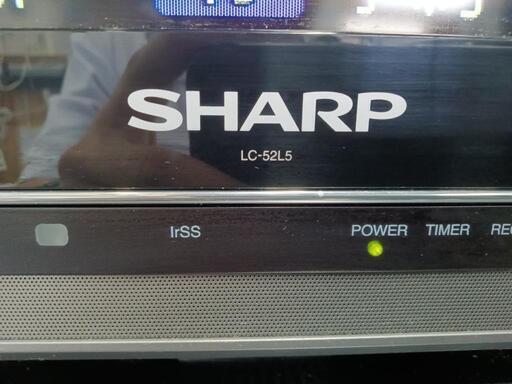 SHARP
LC-52L5
IrSS
POWER
TIMER